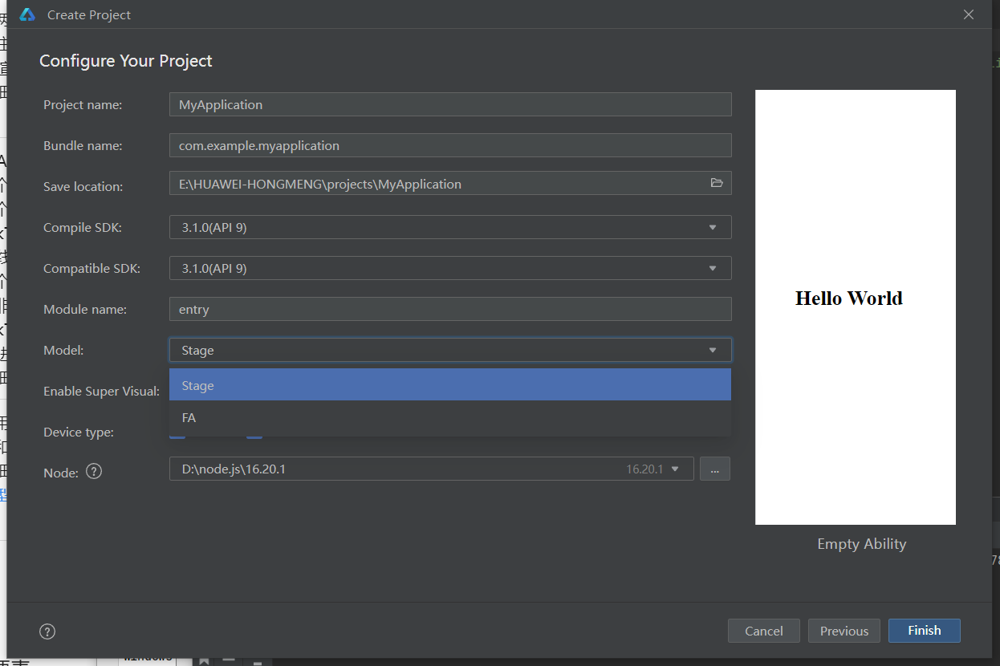 Create Project
Configure Your Project
Project name:
MyApplication
Bundle name:
com.example.myapplication
Save location:
E:\HUAWEI-HONGMENG\projects\MyApplication
Compile SDK:
3.1.0(API 9)
Compatible SDK:
3.1.0(API 9)
Module name:
entry
Model:
Stage
Stage
FA
Enable Super Visual:
Device type:
Node: ?
D:\node.js\16.20.1 16.20.1
...
Hello World
Empty Ability
?
Cancel
Previous
Finish